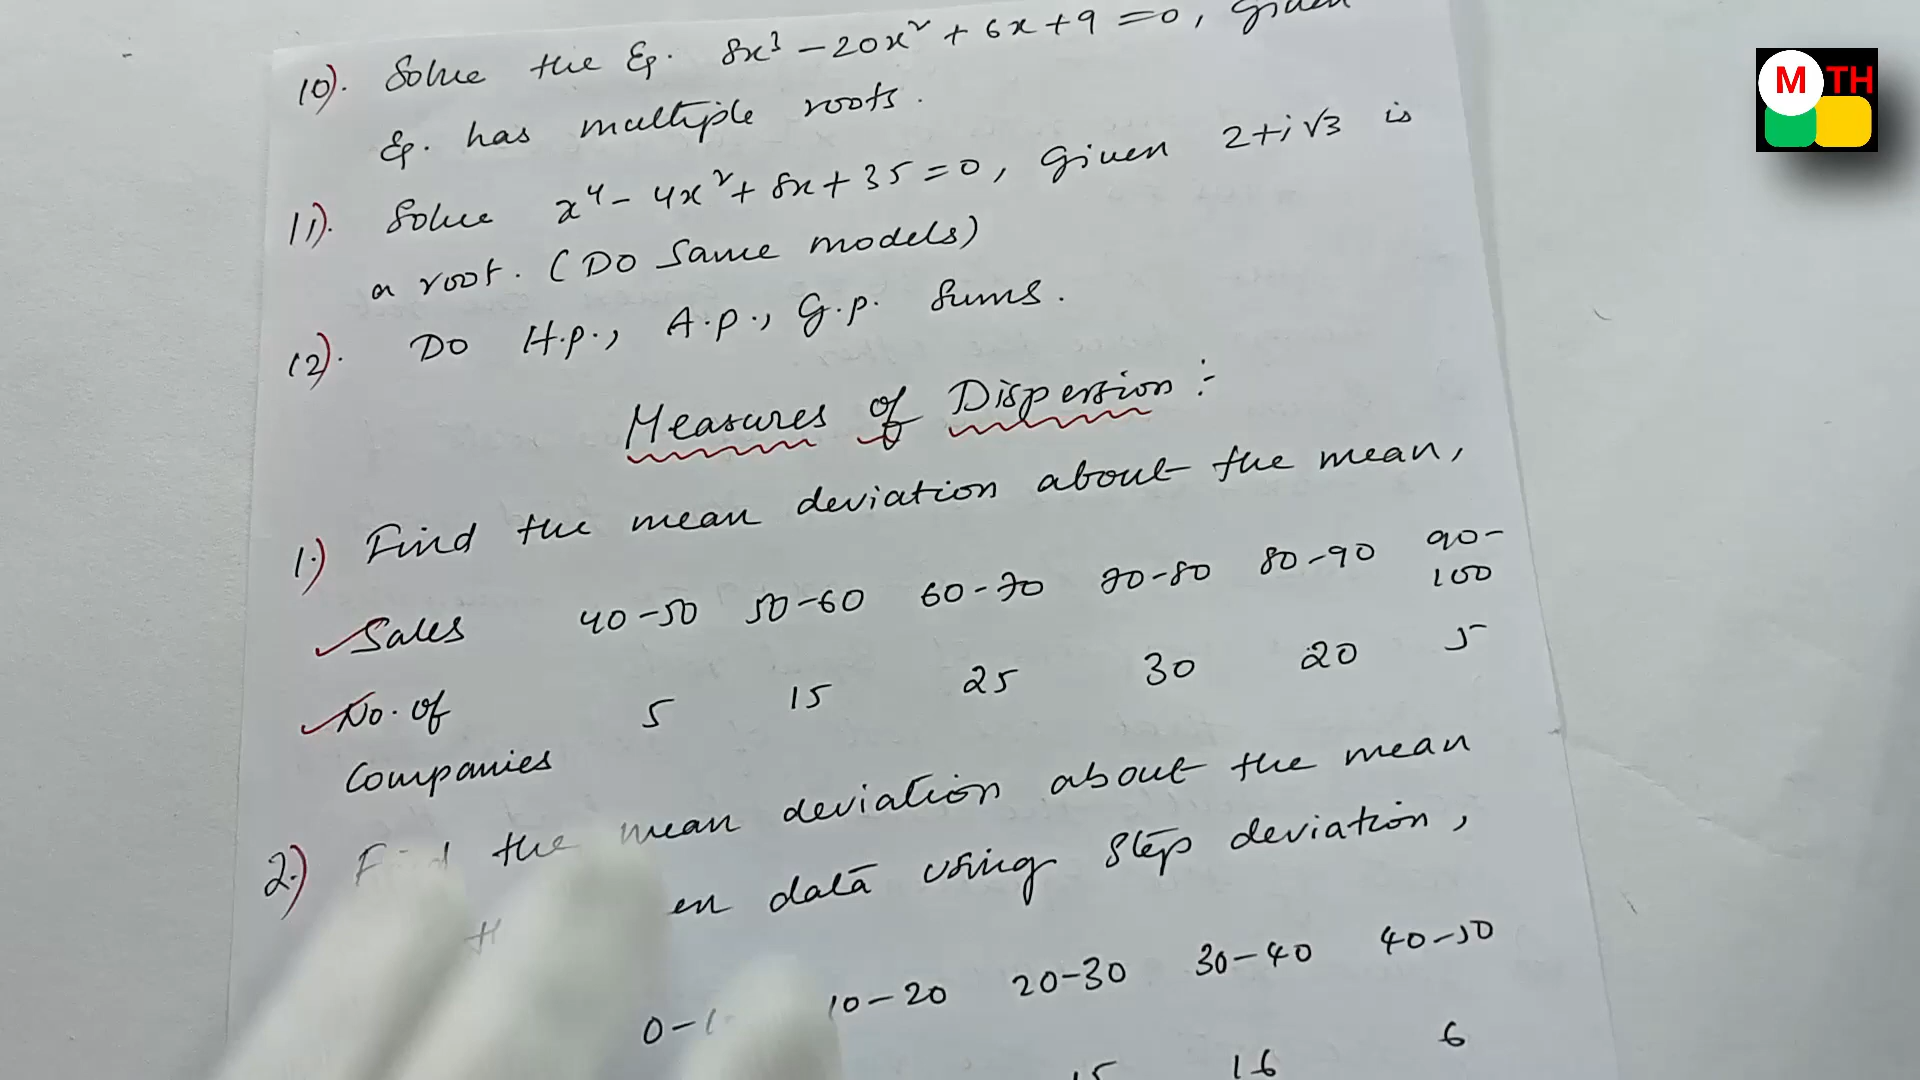 10). Solve the Eq. 8x³ - 20x² + 6x + 9 = 0, given
Eq. has multiple roots.
11). Solve x⁴ - 4x² + 8x + 35 = 0, given 2+i√3 is
a root. (Do Same models)
12). Do H.p., A.p., G.p. Sums.
Measures of Dispersion :-
1.) Find the mean deviation about the mean,
Sales 40-50 50-60 60-70 70-80 80-90 90-100
No. of Companies 5 15 25 30 20 5
2.) the mean deviation about the mean
data using step deviation,
10-20 20-30 30-40 40-50
16 6
M TH